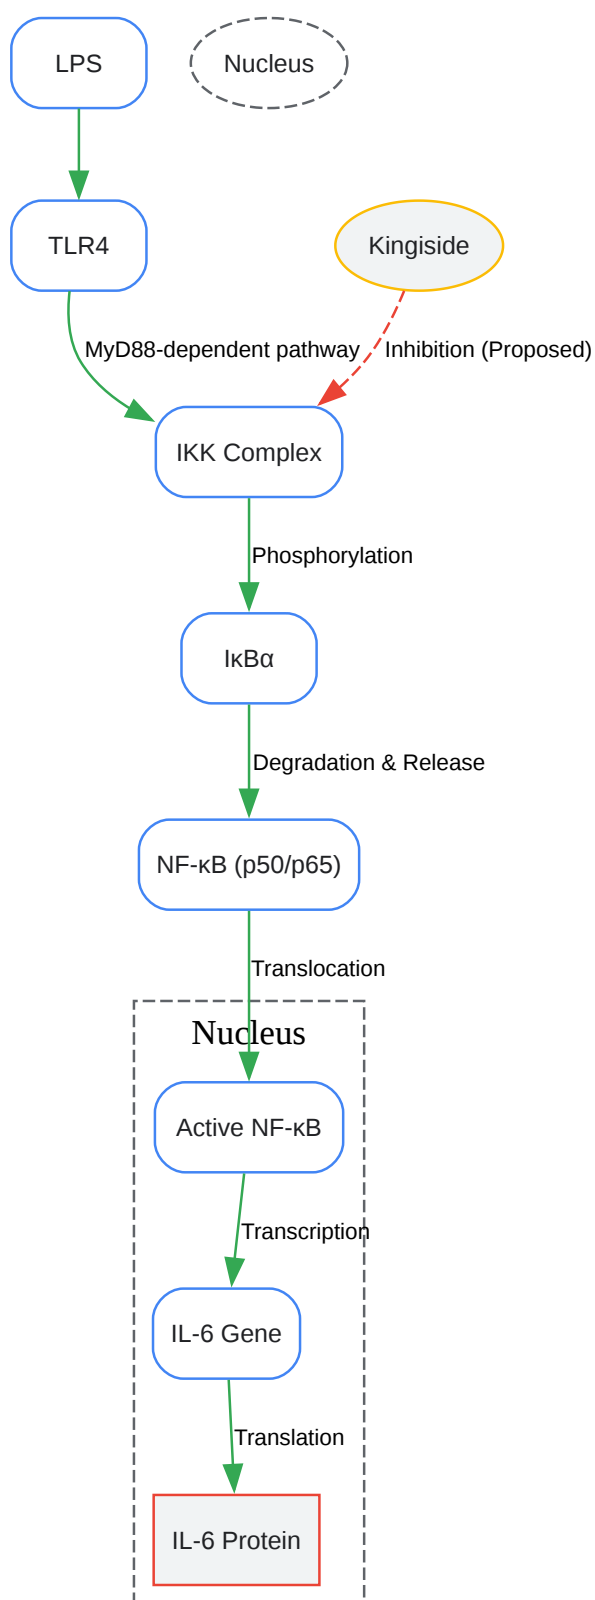 LPS
Nucleus
TLR4
Kingiside
MyD88-dependent pathway
Inhibition (Proposed)
IKK Complex
Phosphorylation
IκBα
Degradation & Release
NF-κB (p50/p65)
Translocation
Nucleus
Active NF-κB
Transcription
IL-6 Gene
Translation
IL-6 Protein